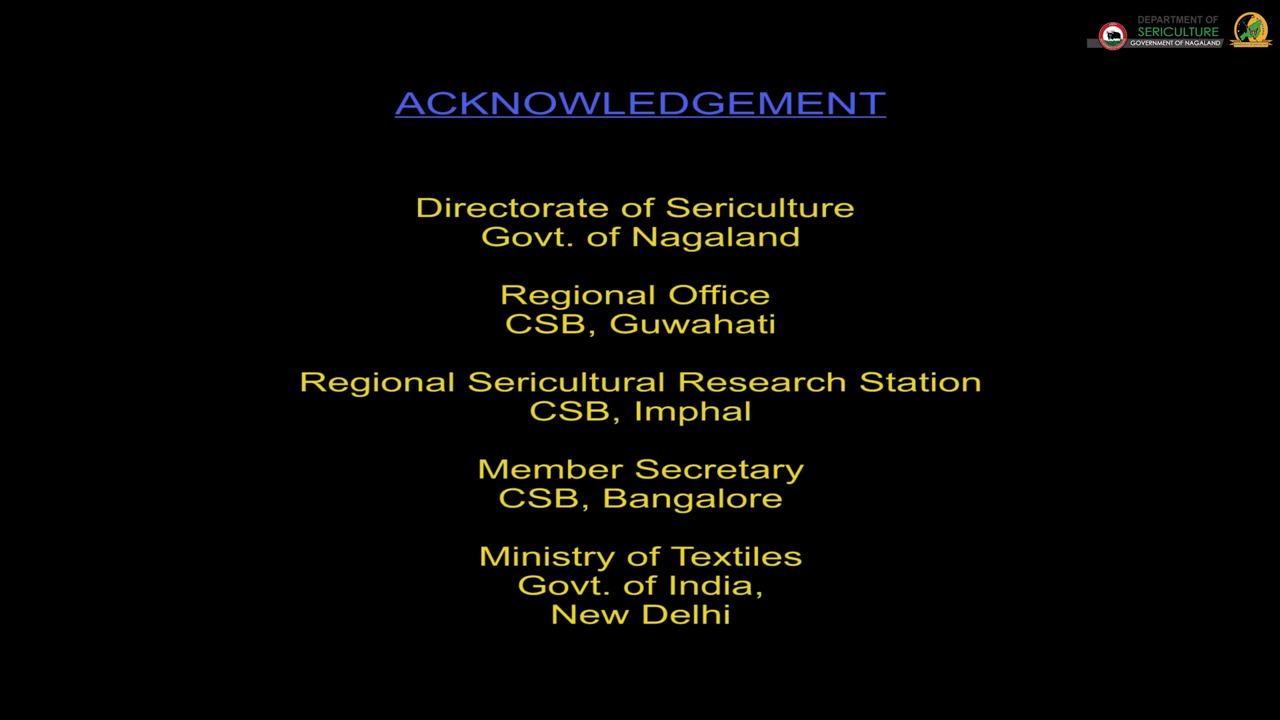 DEPARTMENT OF
SERICULTURE
GOVERNMENT OF NAGALAND
ACKNOWLEDGEMENT
Directorate of Sericulture
Govt. of Nagaland
Regional Office
CSB, Guwahati
Regional Sericultural Research Station
CSB, Imphal
Member Secretary
CSB, Bangalore
Ministry of Textiles
Govt. of India,
New Delhi